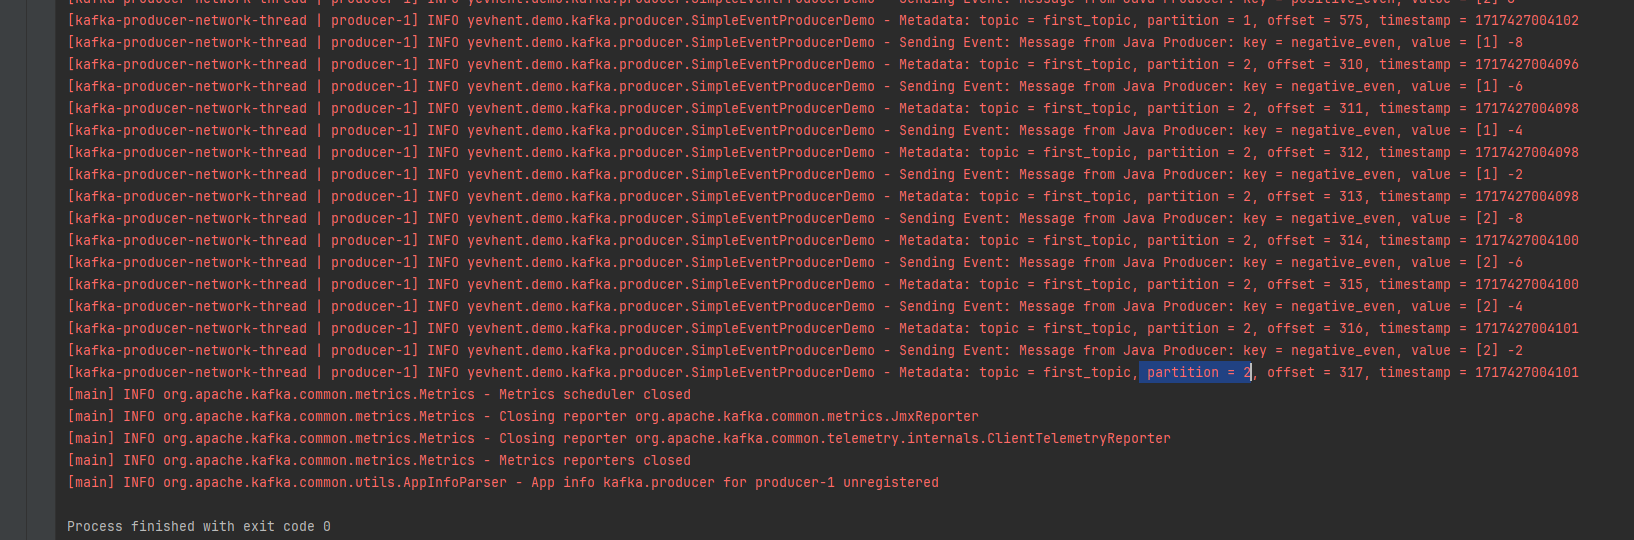 [kafka-producer-network-thread | producer-1] INFO yevhent.demo.kafka.producer.SimpleEventProducerDemo - Sending Event: Message from Java Producer: key = positive_even, value = [2]
[kafka-producer-network-thread | producer-1] INFO yevhent.demo.kafka.producer.SimpleEventProducerDemo - Metadata: topic = first_topic, partition = 1, offset = 575, timestamp = 1717427004102
[kafka-producer-network-thread | producer-1] INFO yevhent.demo.kafka.producer.SimpleEventProducerDemo - Sending Event: Message from Java Producer: key = negative_even, value = [1] -8
[kafka-producer-network-thread | producer-1] INFO yevhent.demo.kafka.producer.SimpleEventProducerDemo - Metadata: topic = first_topic, partition = 2, offset = 310, timestamp = 1717427004096
[kafka-producer-network-thread | producer-1] INFO yevhent.demo.kafka.producer.SimpleEventProducerDemo - Sending Event: Message from Java Producer: key = negative_even, value = [1] -6
[kafka-producer-network-thread | producer-1] INFO yevhent.demo.kafka.producer.SimpleEventProducerDemo - Metadata: topic = first_topic, partition = 2, offset = 311, timestamp = 1717427004098
[kafka-producer-network-thread | producer-1] INFO yevhent.demo.kafka.producer.SimpleEventProducerDemo - Sending Event: Message from Java Producer: key = negative_even, value = [1] -4
[kafka-producer-network-thread | producer-1] INFO yevhent.demo.kafka.producer.SimpleEventProducerDemo - Metadata: topic = first_topic, partition = 2, offset = 312, timestamp = 1717427004098
[kafka-producer-network-thread | producer-1] INFO yevhent.demo.kafka.producer.SimpleEventProducerDemo - Sending Event: Message from Java Producer: key = negative_even, value = [1] -2
[kafka-producer-network-thread | producer-1] INFO yevhent.demo.kafka.producer.SimpleEventProducerDemo - Metadata: topic = first_topic, partition = 2, offset = 313, timestamp = 1717427004098
[kafka-producer-network-thread | producer-1] INFO yevhent.demo.kafka.producer.SimpleEventProducerDemo - Sending Event: Message from Java Producer: key = negative_even, value = [2] -8
[kafka-producer-network-thread | producer-1] INFO yevhent.demo.kafka.producer.SimpleEventProducerDemo - Metadata: topic = first_topic, partition = 2, offset = 314, timestamp = 1717427004100
[kafka-producer-network-thread | producer-1] INFO yevhent.demo.kafka.producer.SimpleEventProducerDemo - Sending Event: Message from Java Producer: key = negative_even, value = [2] -6
[kafka-producer-network-thread | producer-1] INFO yevhent.demo.kafka.producer.SimpleEventProducerDemo - Metadata: topic = first_topic, partition = 2, offset = 315, timestamp = 1717427004100
[kafka-producer-network-thread | producer-1] INFO yevhent.demo.kafka.producer.SimpleEventProducerDemo - Sending Event: Message from Java Producer: key = negative_even, value = [2] -4
[kafka-producer-network-thread | producer-1] INFO yevhent.demo.kafka.producer.SimpleEventProducerDemo - Metadata: topic = first_topic, partition = 2, offset = 316, timestamp = 1717427004101
[kafka-producer-network-thread | producer-1] INFO yevhent.demo.kafka.producer.SimpleEventProducerDemo - Sending Event: Message from Java Producer: key = negative_even, value = [2] -2
[kafka-producer-network-thread | producer-1] INFO yevhent.demo.kafka.producer.SimpleEventProducerDemo - Metadata: topic = first_topic, partition = 2, offset = 317, timestamp = 1717427004101
[main] INFO org.apache.kafka.common.metrics.Metrics - Metrics scheduler closed
[main] INFO org.apache.kafka.common.metrics.Metrics - Closing reporter org.apache.kafka.common.metrics.JmxReporter
[main] INFO org.apache.kafka.common.metrics.Metrics - Closing reporter org.apache.kafka.common.telemetry.internals.ClientTelemetryReporter
[main] INFO org.apache.kafka.common.metrics.Metrics - Metrics reporters closed
[main] INFO org.apache.kafka.common.utils.AppInfoParser - App info kafka.producer for producer-1 unregistered
Process finished with exit code 0